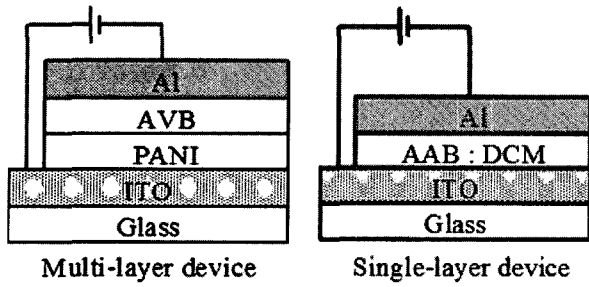 Al
AVB
PANI
ITO
Glass
Multi-layer device
Al
AAB : DCM
ITO
Glass
Single-layer device